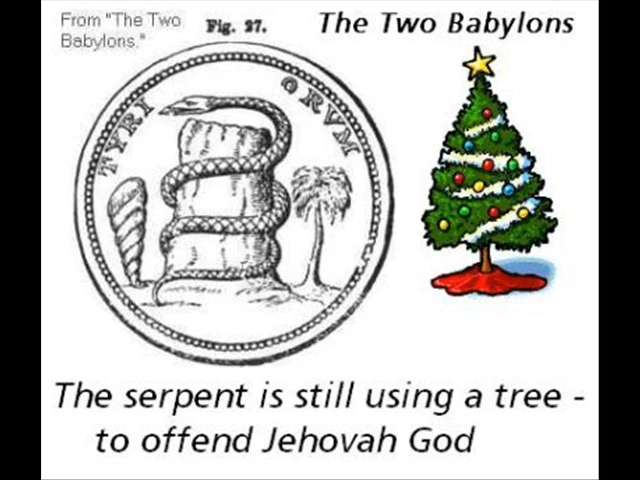 From "The Two
Babylons."
Fig. 27.
The Two Babylons
TYRI ORVM
The serpent is still using a tree -
to offend Jehovah God